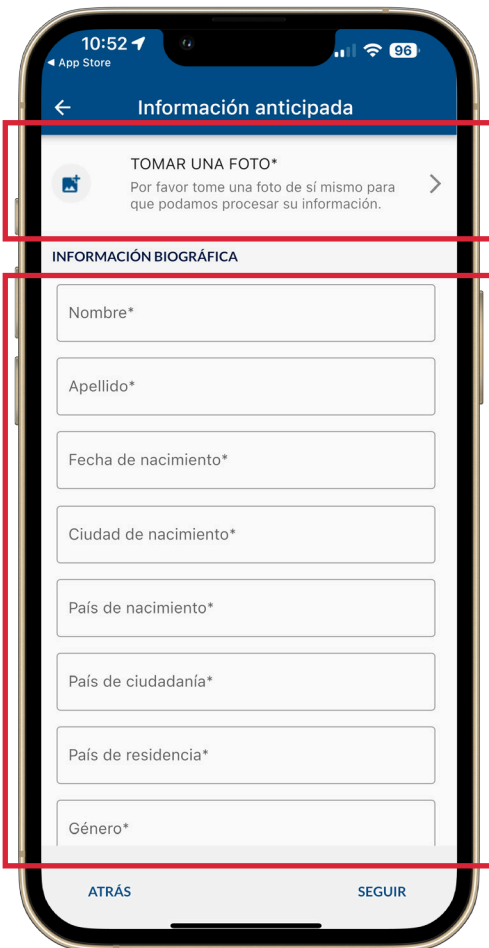 10:52
96
App Store
Información anticipada
TOMAR UNA FOTO*
Por favor tome una foto de sí mismo para
que podamos procesar su información.
INFORMACIÓN BIOGRÁFICA
Nombre*
Apellido*
Fecha de nacimiento*
Ciudad de nacimiento*
País de nacimiento*
País de ciudadanía*
País de residencia*
Género*
ATRÁS
SEGUIR